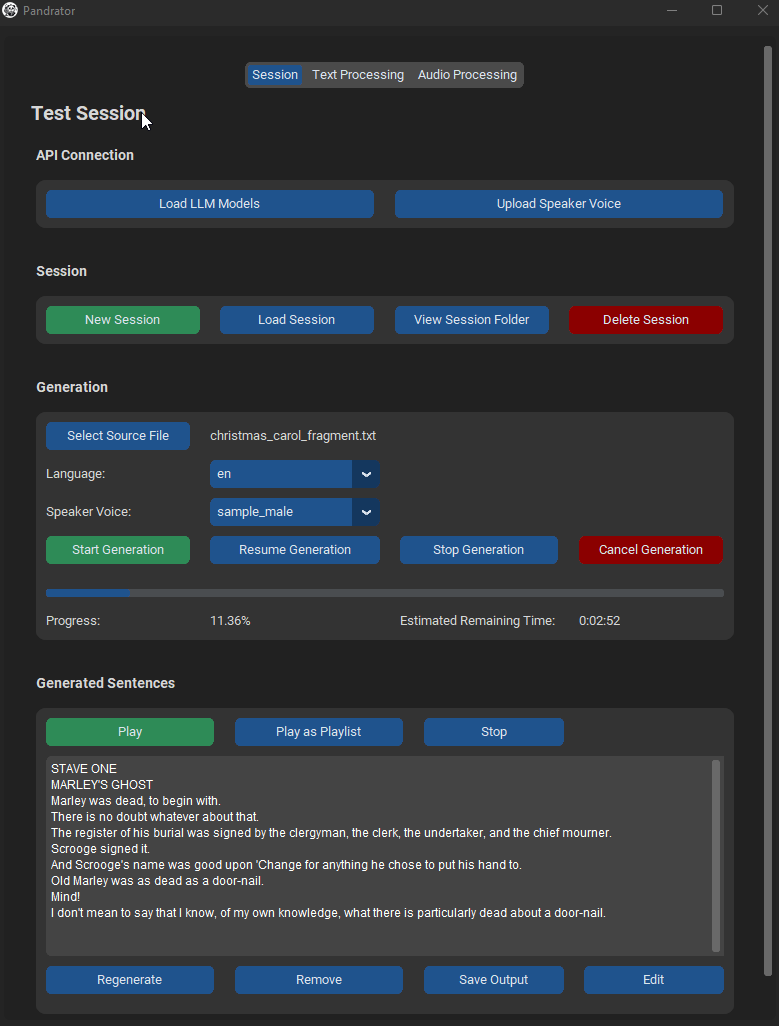 Pandrator
Session Text Processing Audio Processing
Test Session
API Connection
Load LLM Models Upload Speaker Voice
Session
New Session Load Session View Session Folder Delete Session
Generation
Select Source File christmas_carol_fragment.txt
Language: en
Speaker Voice: sample_male
Start Generation Resume Generation Stop Generation Cancel Generation
Progress: 11.36% Estimated Remaining Time: 0:02:52
Generated Sentences
Play Play as Playlist Stop
STAVE ONE
MARLEY'S GHOST
Marley was dead, to begin with.
There is no doubt whatever about that.
The register of his burial was signed by the clergyman, the clerk, the undertaker, and the chief mourner.
Scrooge signed it.
And Scrooge's name was good upon 'Change for anything he chose to put his hand to.
Old Marley was as dead as a door-nail.
Mind!
I don't mean to say that I know, of my own knowledge, what there is particularly dead about a door-nail.
Regenerate Remove Save Output Edit